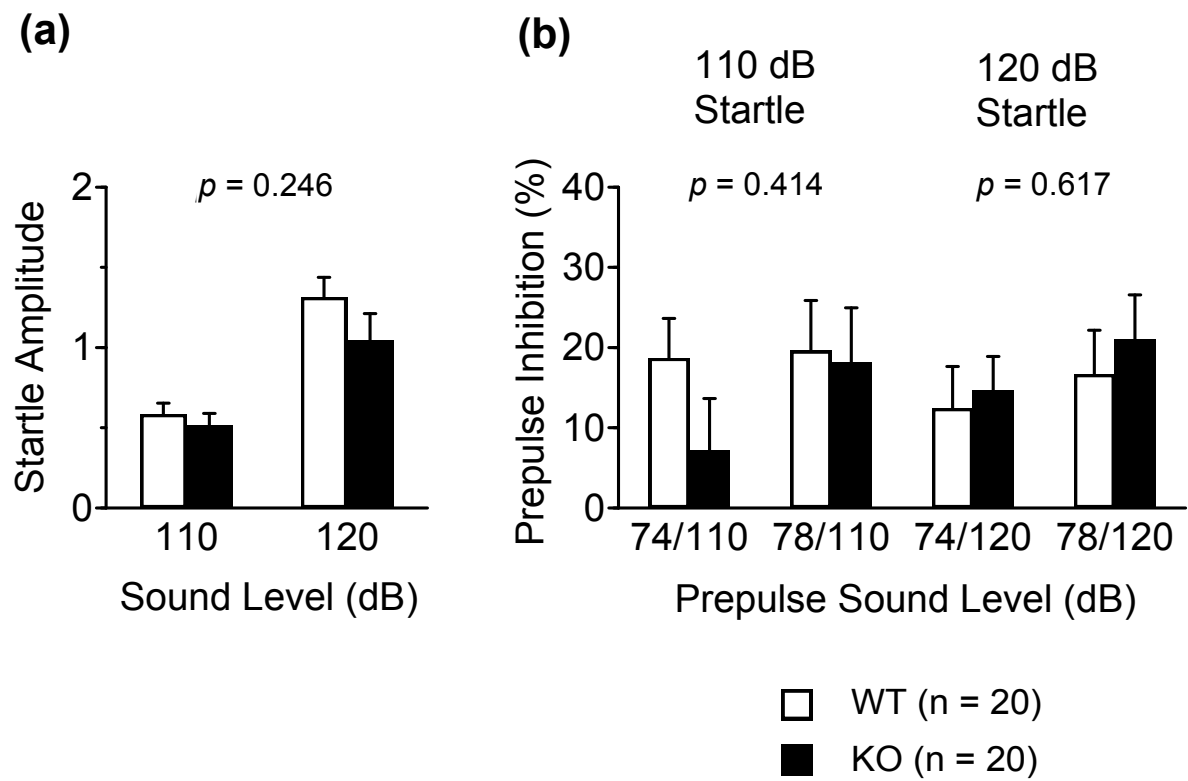 (a)
Startle Amplitude
2
1
0
p = 0.246
110 120
Sound Level (dB)
(b)
110 dB
Startle
120 dB
Startle
Prepulse Inhibition (%)
40
30
20
10
0
p = 0.414
p = 0.617
74/110 78/110 74/120 78/120
Prepulse Sound Level (dB)
WT (n = 20)
KO (n = 20)